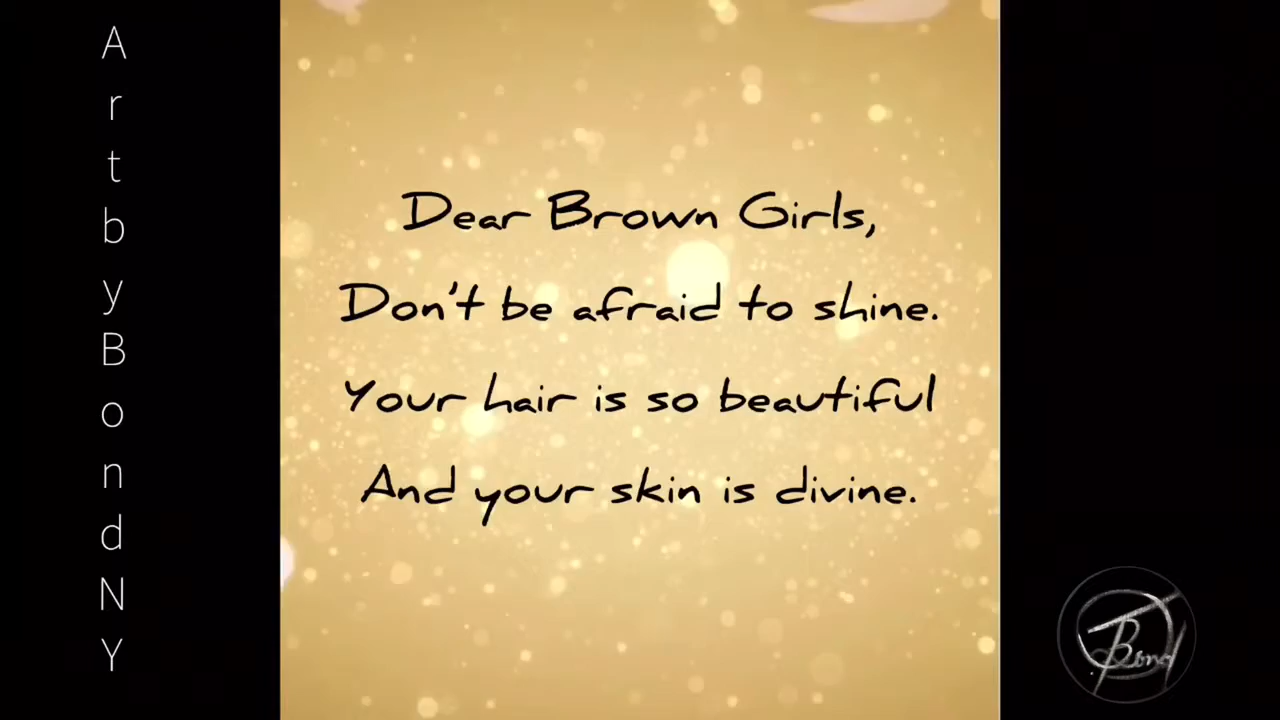 ArtbyBondNY
Dear Brown Girls,
Don't be afraid to shine.
Your hair is so beautiful
And your skin is divine.
Bond